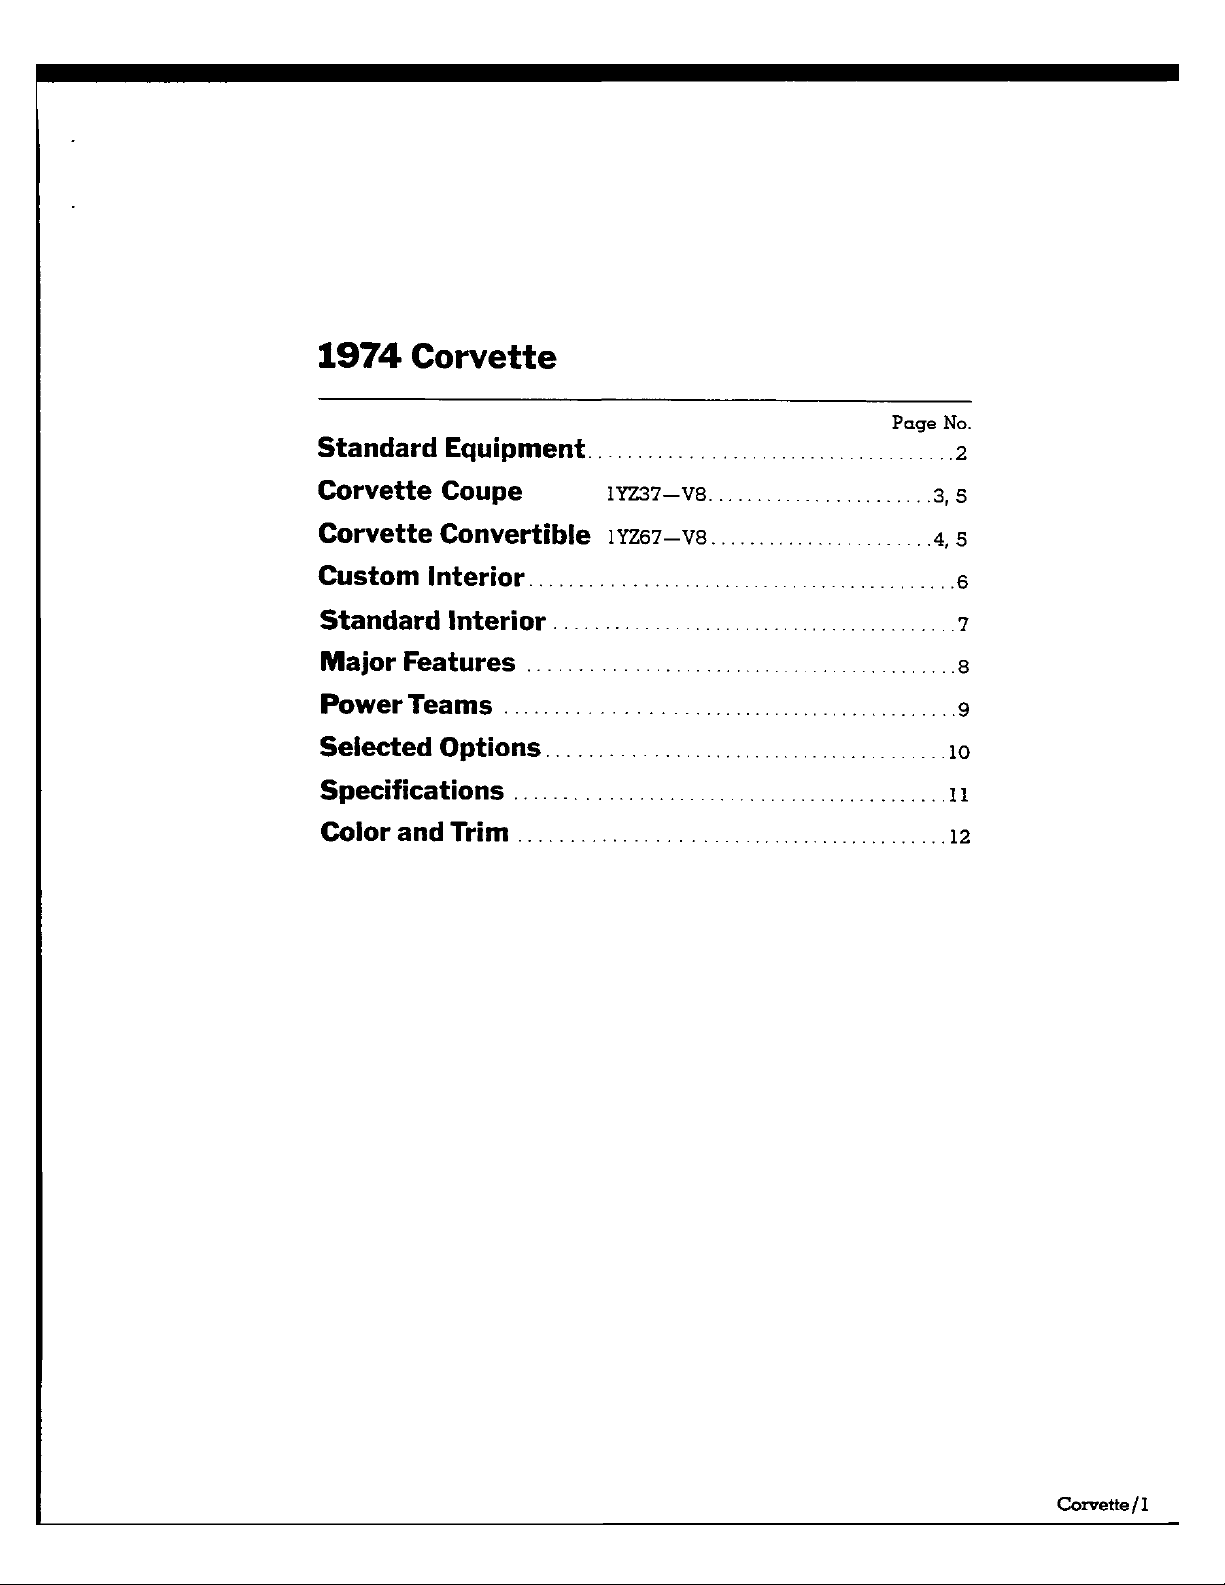 1974 Corvette
Page No.
Standard Equipment....................................2
Corvette Coupe 1YZ37—V8.......................3, 5
Corvette Convertible 1YZ67—V8.......................4, 5
Custom Interior...........................................6
Standard Interior........................................7
Major Features...........................................8
Power Teams.............................................9
Selected Options........................................10
Specifications...........................................11
Color and Trim...........................................12
Corvette/1